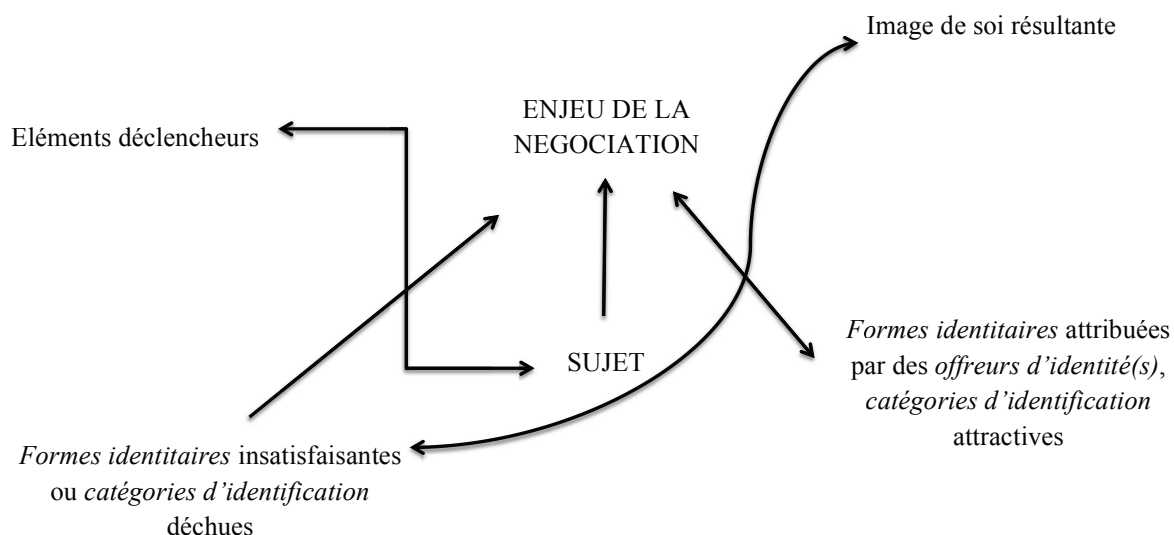 Image de soi résultante
ENJEU DE LA
NEGOCIATION
Eléments déclencheurs
SUJET
Formes identitaires attribuées
par des offreurs d’identité(s),
catégories d’identification
attractives
Formes identitaires insatisfaisantes
ou catégories d’identification
déchues